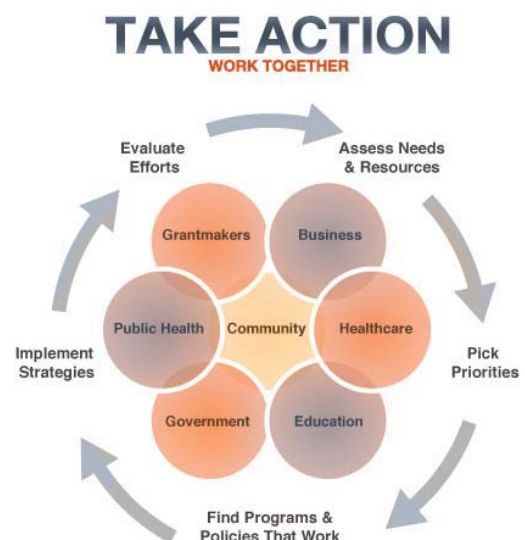 TAKE ACTION
WORK TOGETHER
Evaluate
Efforts
Assess Needs
& Resources
Grantmakers
Business
Public Health
Community
Healthcare
Implement
Strategies
Pick
Priorities
Government
Education
Find Programs &
Policies That Work